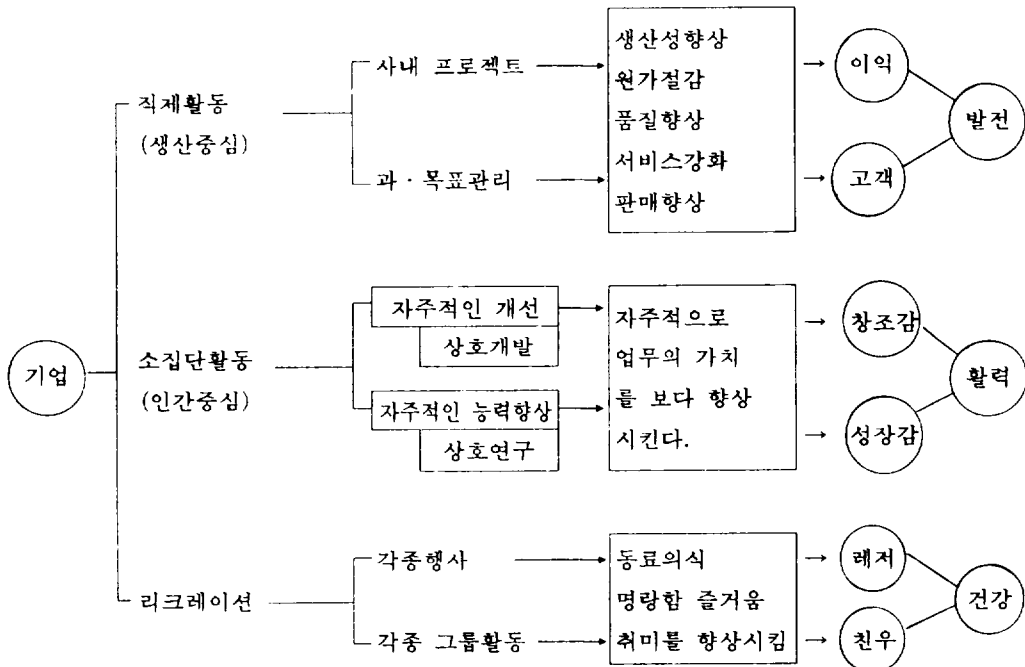 사내 프로젝트
생산성향상
원가절감
품질향상
서비스강화
판매향상
이익
발전
직제활동
(생산중심)
과·목표관리
고객
기업
소집단활동
(인간중심)
자주적인 개선
상호개발
자주적인 능력향상
상호연구
자주적으로
업무의 가치
를 보다 향상
시킨다.
창조감
활력
성장감
리크레이션
각종행사
각종 그룹활동
동료의식
명랑함 즐거움
취미를 향상시킴
레저
건강
친우